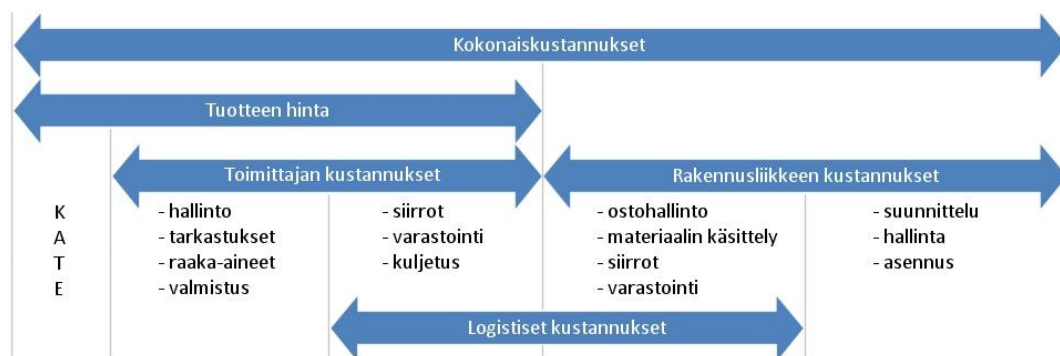 Kokonaiskustannukset
Tuotteen hinta
Toimittajan kustannukset
Rakennusliikkeen kustannukset
K
A
T
E
- hallinto
- tarkastukset
- raaka-aineet
- valmistus
- siirrot
- varastointi
- kuljetus
- ostohallinto
- materiaalin käsittely
- siirrot
- varastointi
- suunnittelu
- hallinta
- asennus
Logistiset kustannukset